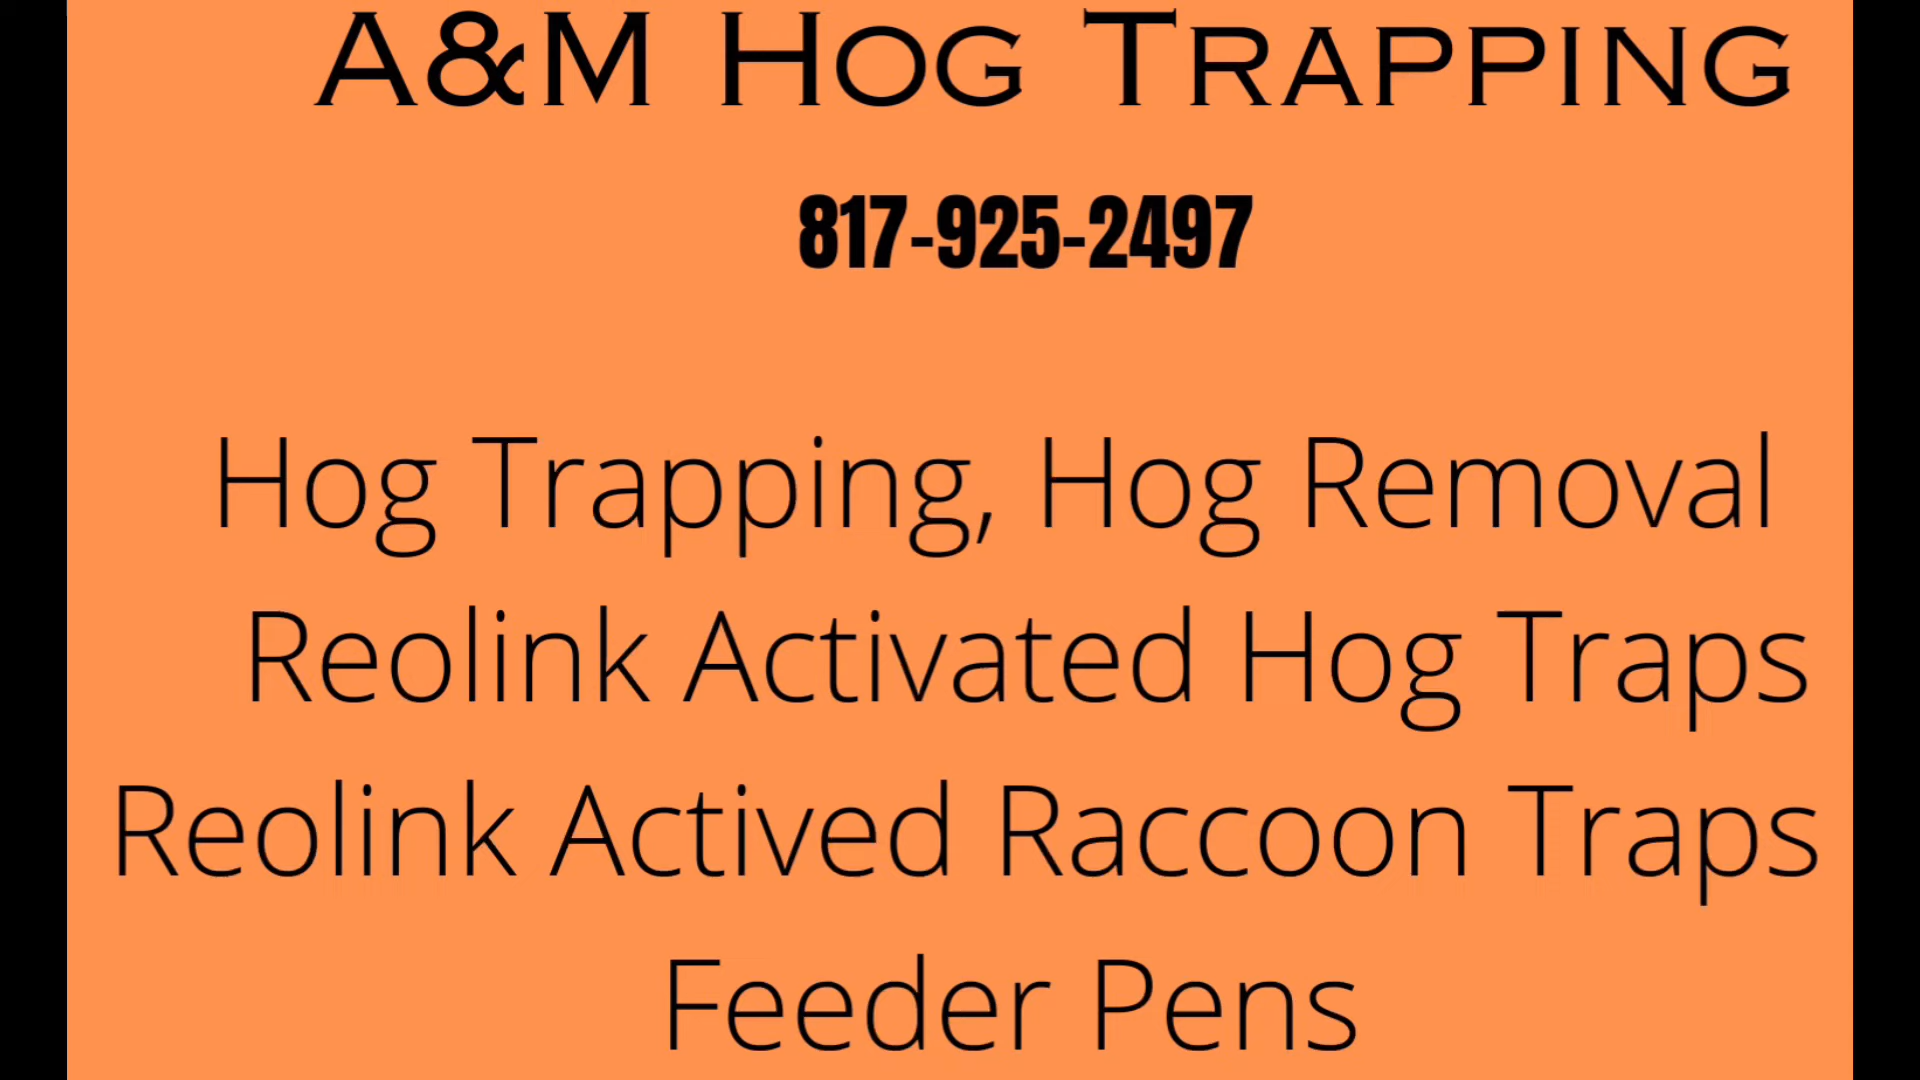 A&M Hog Trapping
817-925-2497
Hog Trapping, Hog Removal
Reolink Activated Hog Traps
Reolink Actived Raccoon Traps
Feeder Pens